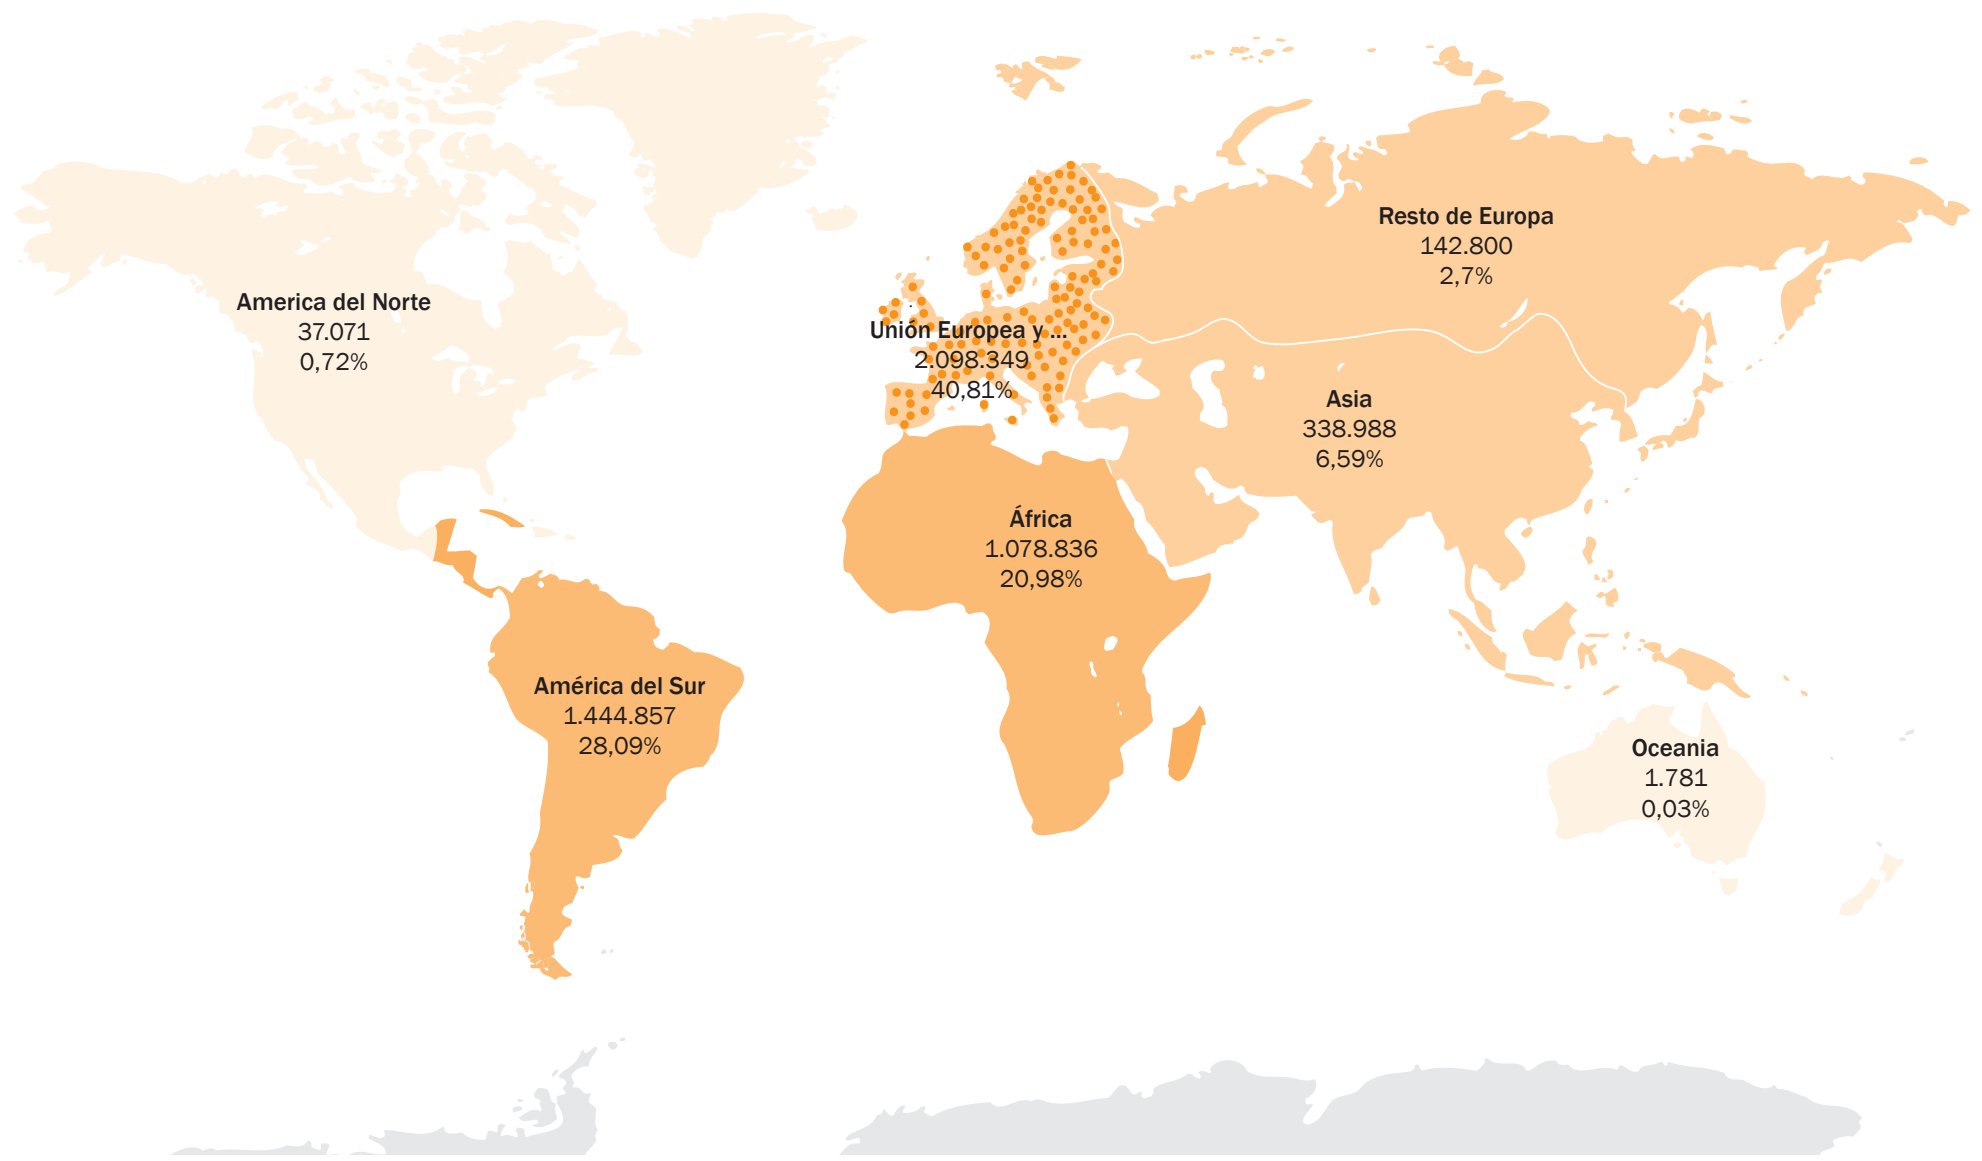 Resto de Europa
142.800
2,7%
America del Norte
37.071
0,72%
Unión Europea y ...
2.098.349
40,81%
Asia
338.988
6,59%
África
1.078.836
20,98%
América del Sur
1.444.857
28,09%
Oceania
1.781
0,03%